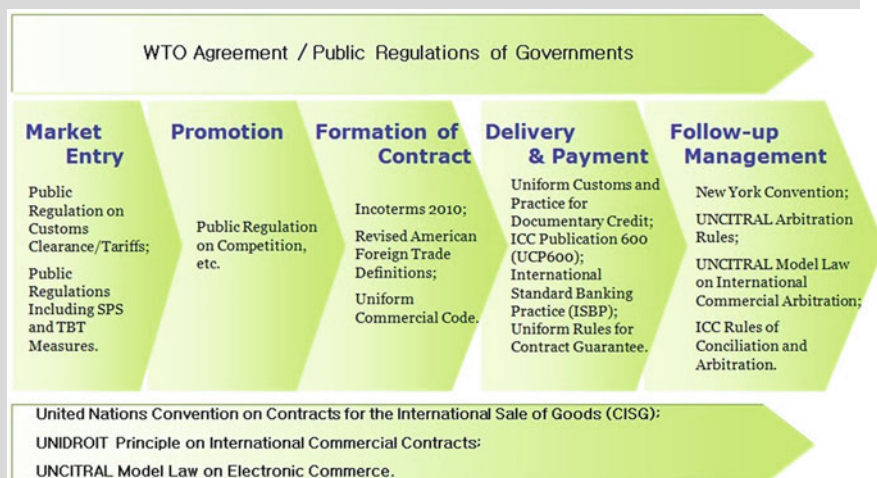 WTO Agreement / Public Regulations of Governments
Market
Entry
Public
Regulation on
Customs
Clearance/Tariffs;
Public
Regulations
Including SPS
and TBT
Measures.
Promotion
Public Regulation
on Competition,
etc.
Formation of
Contract
Incoterms 2010;
Revised American
Foreign Trade
Definitions;
Uniform
Commercial Code.
Delivery
& Payment
Uniform Customs and
Practice for
Documentary Credit;
ICC Publication 600
(UCP600);
International
Standard Banking
Practice (ISBP);
Uniform Rules for
Contract Guarantee.
Follow-up
Management
New York Convention;
UNCITRAL Arbitration
Rules;
UNCITRAL Model Law
on International
Commercial Arbitration;
ICC Rules of
Conciliation and
Arbitration.
United Nations Convention on Contracts for the International Sale of Goods (CISG);
UNIDROIT Principle on International Commercial Contracts;
UNCITRAL Model Law on Electronic Commerce.